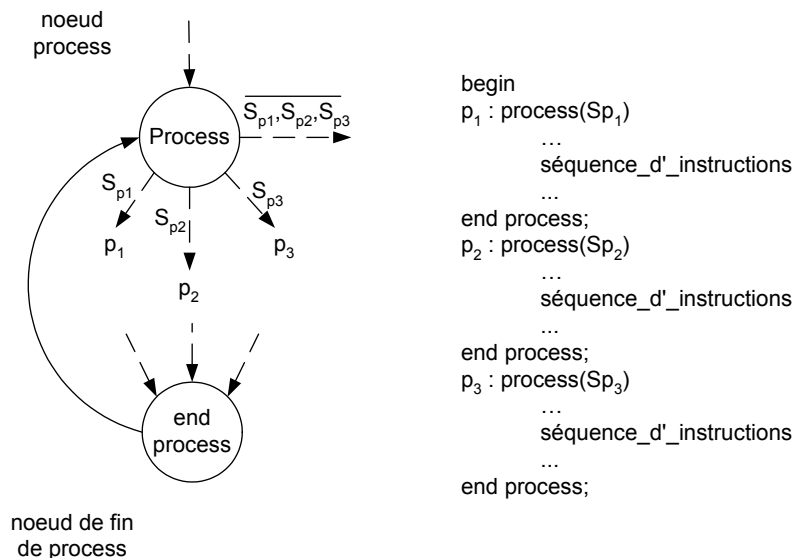 noeud
process
S_p1,S_p2,S_p3
Process
S_p1
S_p3
S_p2
p_1
p_3
p_2
end
process
noeud de fin
de process
begin
p_1 : process(Sp_1)
...
séquence_d'_instructions
...
end process;
p_2 : process(Sp_2)
...
séquence_d'_instructions
...
end process;
p_3 : process(Sp_3)
...
séquence_d'_instructions
...
end process;